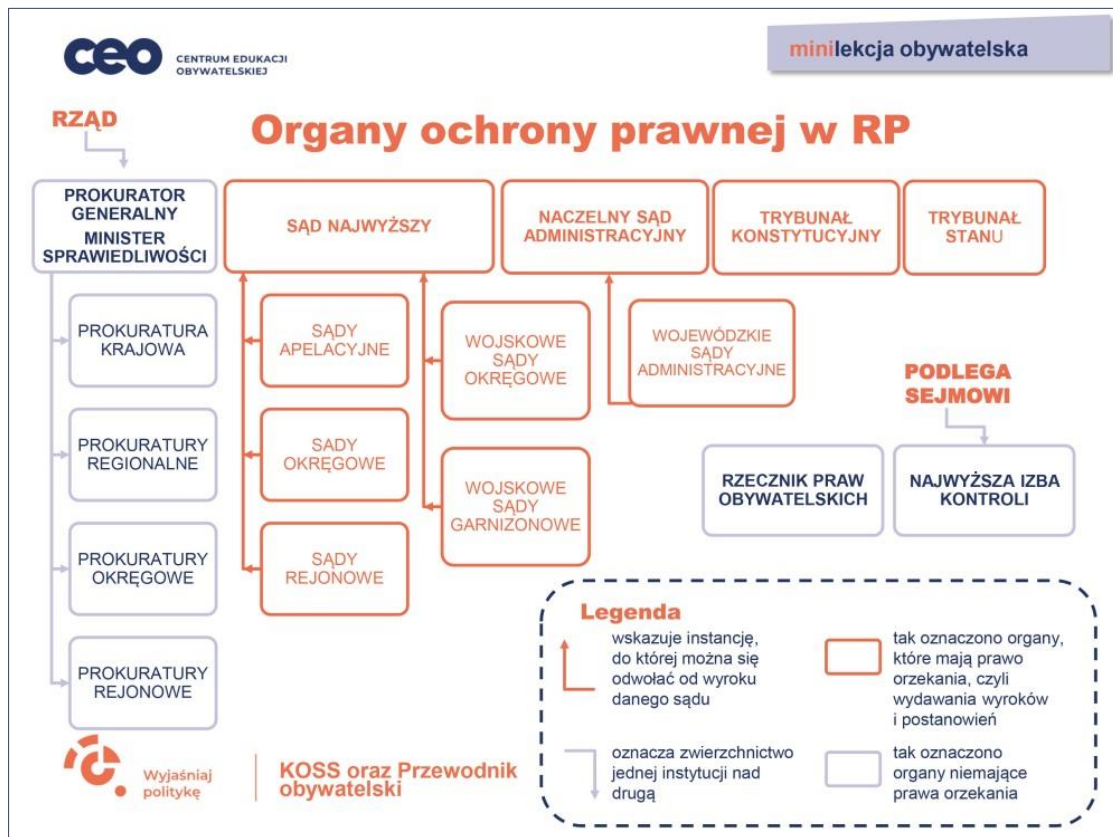 ceo
CENTRUM EDUKACJI
OBYWATELSKIEJ
minilekcja obywatelska
RZĄD
Organy ochrony prawnej w RP
PROKURATOR
GENERALNY
MINISTER
SPRAWIEDLIWOŚCI
SĄD NAJWYŻSZY
NACZELNY SĄD
ADMINISTRACYJNY
TRYBUNAŁ
KONSTYTUCYJNY
TRYBUNAŁ
STANU
PROKURATURA
KRAJOWA
SĄDY
APELACYJNE
WOJSKOWE
SĄDY
OKRĘGOWE
WOJEWÓDZKIE
SĄDY
ADMINISTRACYJNE
PODLEGA
SEJMOWI
PROKURATURY
REGIONALNE
SĄDY
OKRĘGOWE
WOJSKOWE
SĄDY
GARNIZONOWE
RZECZNIK PRAW
OBYWATELSKICH
NAJWYŻSZA IZBA
KONTROLI
PROKURATURY
OKRĘGOWE
SĄDY
REJONOWE
PROKURATURY
REJONOWE
Legenda
wskazuje instancję,
do której można się
odwołać od wyroku
danego sądu
tak oznaczono organy,
które mają prawo
orzekania, czyli
wydawania wyroków
i postanowień
oznacza zwierzchnictwo
jednej instytucji nad
drugą
tak oznaczono
organy niemające
prawa orzekania
Wyjaśniaj
politykę
KOSS oraz Przewodnik
obywatelski